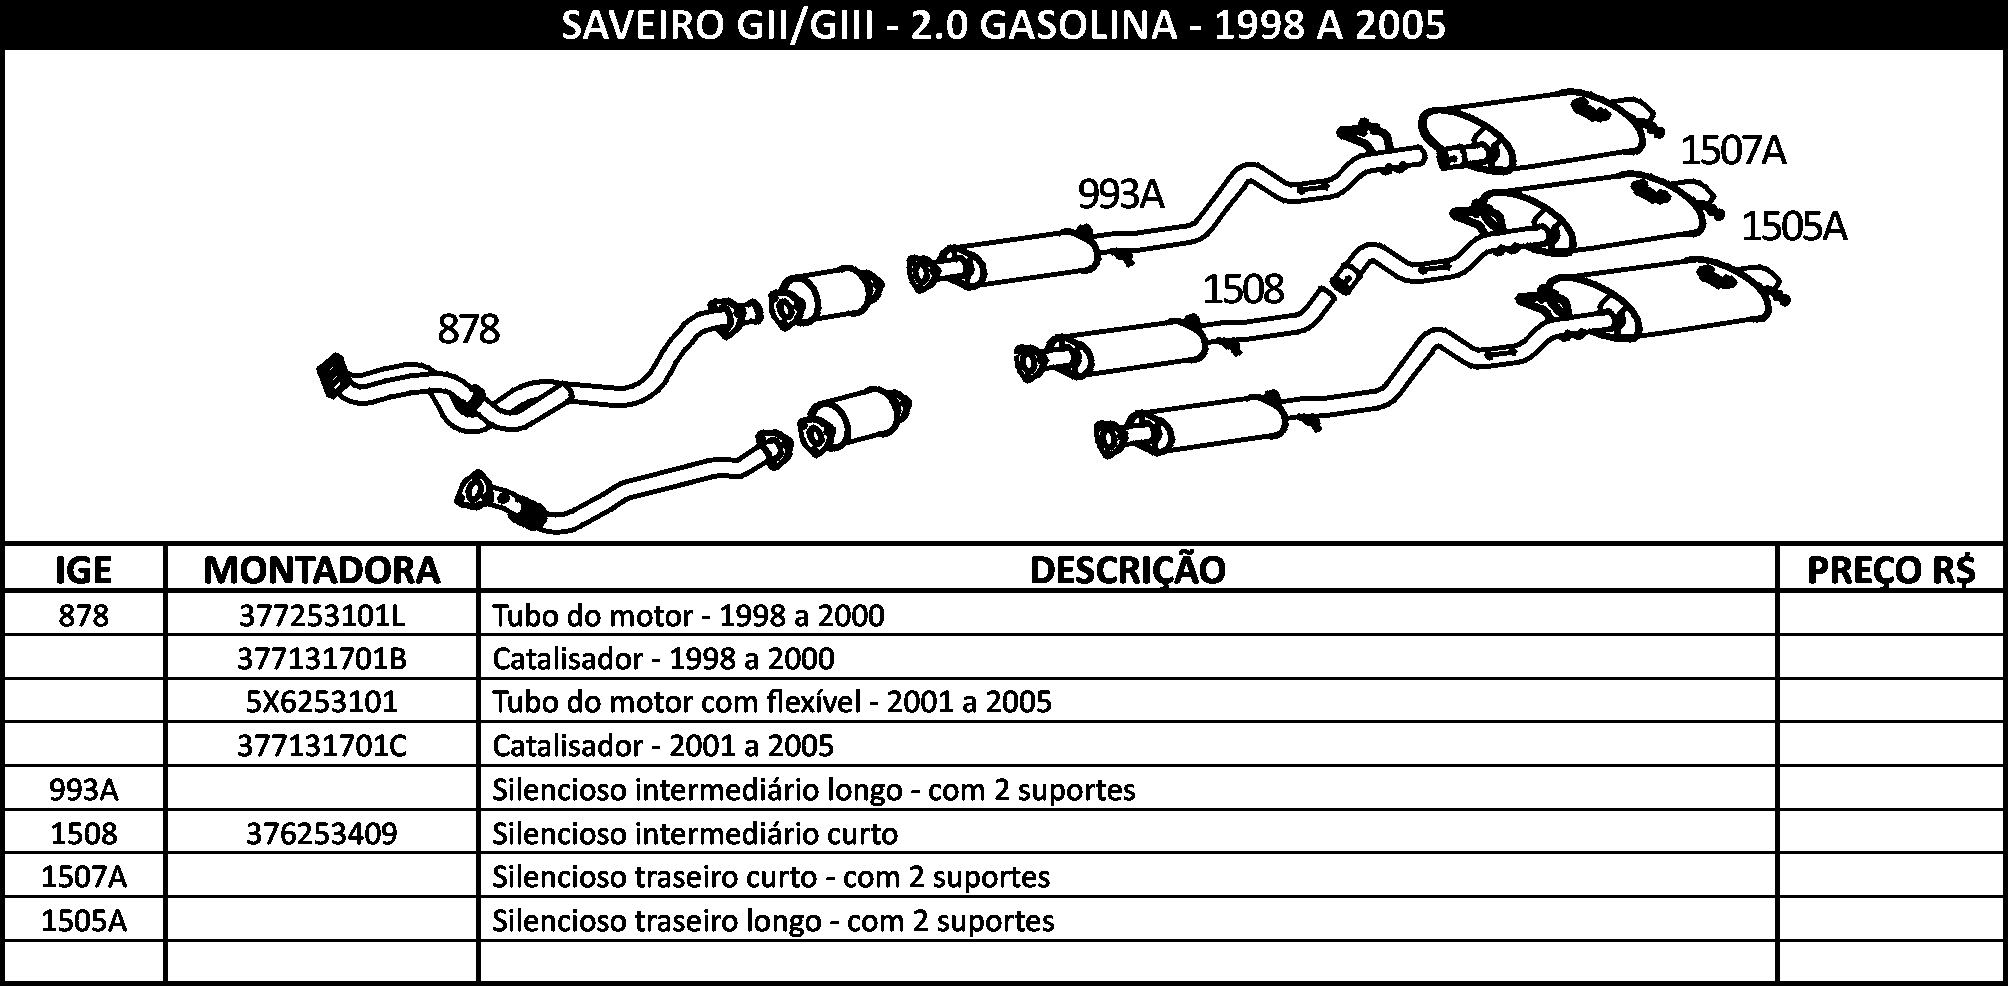 SAVEIRO GII/GIII - 2.0 GASOLINA - 1998 A 2005
1507A
993A
1505A
1508
878
IGE MONTADORA DESCRIÇÃO PREÇO R$
878 377253101L Tubo do motor - 1998 a 2000
377131701B Catalisador - 1998 a 2000
5X6253101 Tubo do motor com flexível - 2001 a 2005
377131701C Catalisador - 2001 a 2005
993A Silencioso intermediário longo - com 2 suportes
1508 376253409 Silencioso intermediário curto
1507A Silencioso traseiro curto - com 2 suportes
1505A Silencioso traseiro longo - com 2 suportes